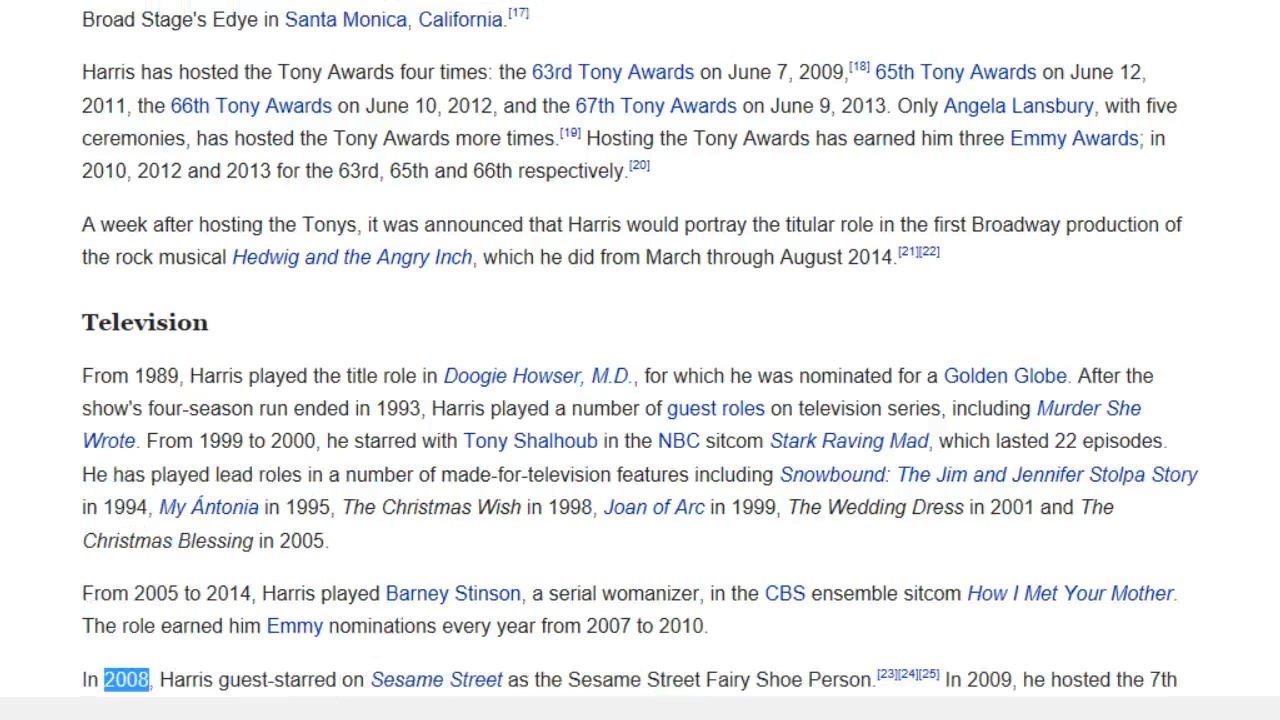 Broad Stage's Edye in Santa Monica, California.[17]
Harris has hosted the Tony Awards four times: the 63rd Tony Awards on June 7, 2009,[18] 65th Tony Awards on June 12,
2011, the 66th Tony Awards on June 10, 2012, and the 67th Tony Awards on June 9, 2013. Only Angela Lansbury, with five
ceremonies, has hosted the Tony Awards more times.[19] Hosting the Tony Awards has earned him three Emmy Awards; in
2010, 2012 and 2013 for the 63rd, 65th and 66th respectively.[20]
A week after hosting the Tonys, it was announced that Harris would portray the titular role in the first Broadway production of
the rock musical Hedwig and the Angry Inch, which he did from March through August 2014.[21][22]
Television
From 1989, Harris played the title role in Doogie Howser, M.D., for which he was nominated for a Golden Globe. After the
show's four-season run ended in 1993, Harris played a number of guest roles on television series, including Murder She
Wrote. From 1999 to 2000, he starred with Tony Shalhoub in the NBC sitcom Stark Raving Mad, which lasted 22 episodes.
He has played lead roles in a number of made-for-television features including Snowbound: The Jim and Jennifer Stolpa Story
in 1994, My Ántonia in 1995, The Christmas Wish in 1998, Joan of Arc in 1999, The Wedding Dress in 2001 and The
Christmas Blessing in 2005.
From 2005 to 2014, Harris played Barney Stinson, a serial womanizer, in the CBS ensemble sitcom How I Met Your Mother.
The role earned him Emmy nominations every year from 2007 to 2010.
In 2008, Harris guest-starred on Sesame Street as the Sesame Street Fairy Shoe Person.[23][24][25] In 2009, he hosted the 7th